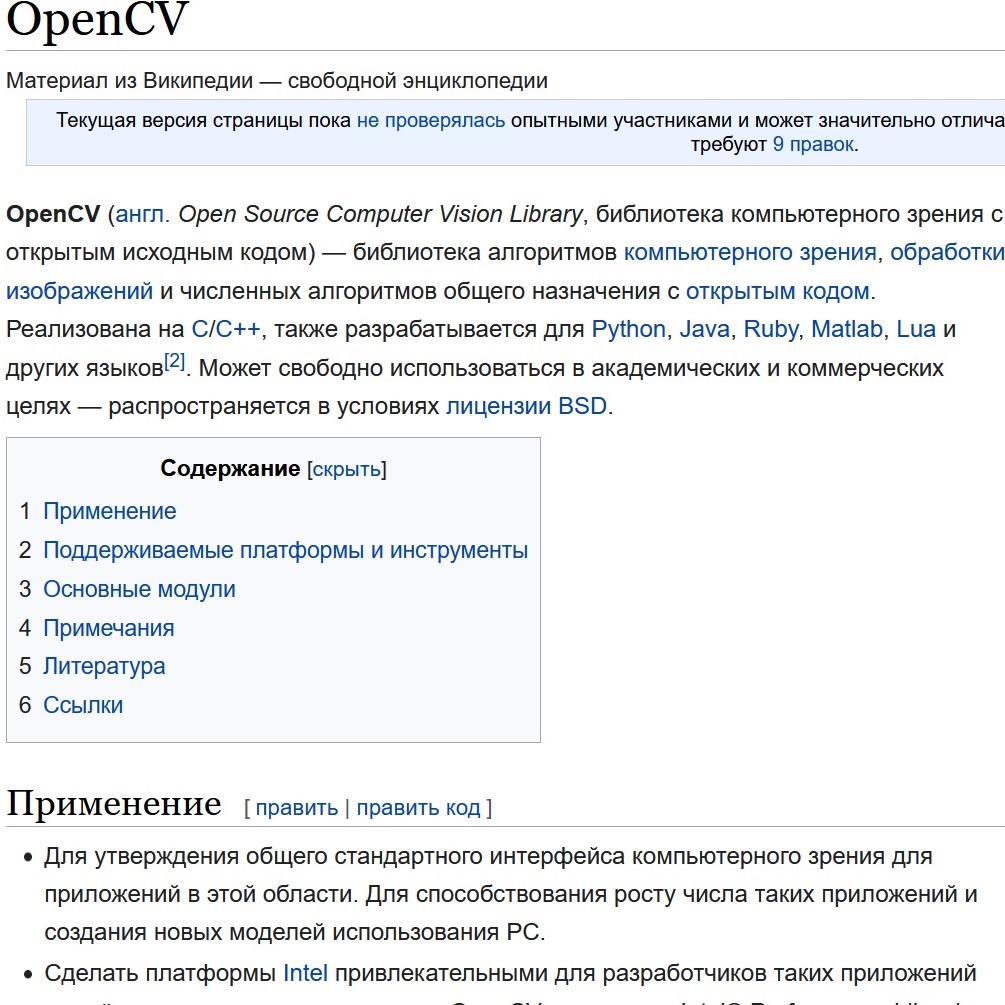 OpenCV
Материал из Википедии — свободной энциклопедии
Текущая версия страницы пока не проверялась опытными участниками и может значительно отлича
требуют 9 правок.
OpenCV (англ. Open Source Computer Vision Library, библиотека компьютерного зрения с
открытым исходным кодом) — библиотека алгоритмов компьютерного зрения, обработки
изображений и численных алгоритмов общего назначения с открытым кодом.
Реализована на C/C++, также разрабатывается для Python, Java, Ruby, Matlab, Lua и
других языков[2]. Может свободно использоваться в академических и коммерческих
целях — распространяется в условиях лицензии BSD.
Содержание [скрыть]
1 Применение
2 Поддерживаемые платформы и инструменты
3 Основные модули
4 Примечания
5 Литература
6 Ссылки
Применение [ править | править код ]
• Для утверждения общего стандартного интерфейса компьютерного зрения для
приложений в этой области. Для способствования росту числа таких приложений и
создания новых моделей использования PC.
• Сделать платформы Intel привлекательными для разработчиков таких приложений